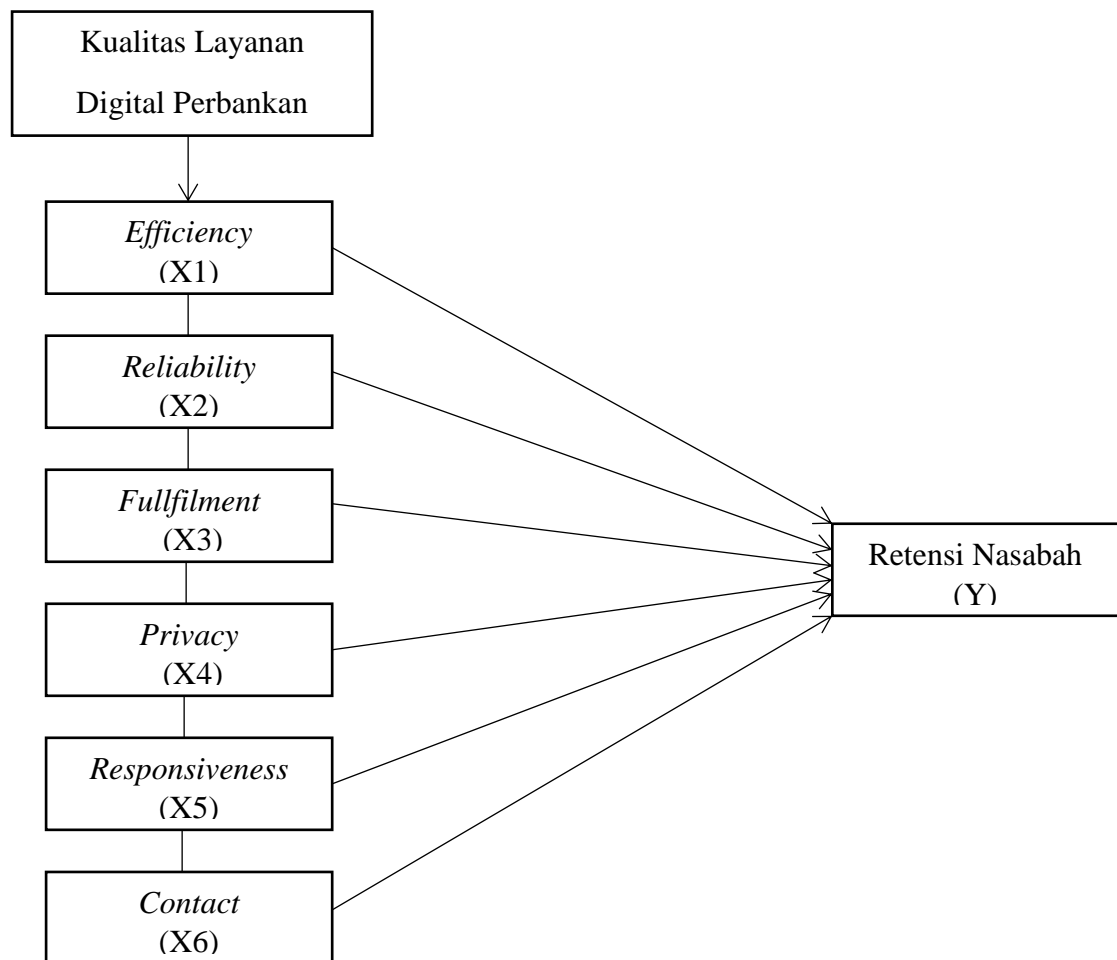 Kualitas Layanan
Digital Perbankan
Efficiency
(X1)
Reliability
(X2)
Fullfilment
(X3)
Retensi Nasabah
(Y)
Privacy
(X4)
Responsiveness
(X5)
Contact
(X6)